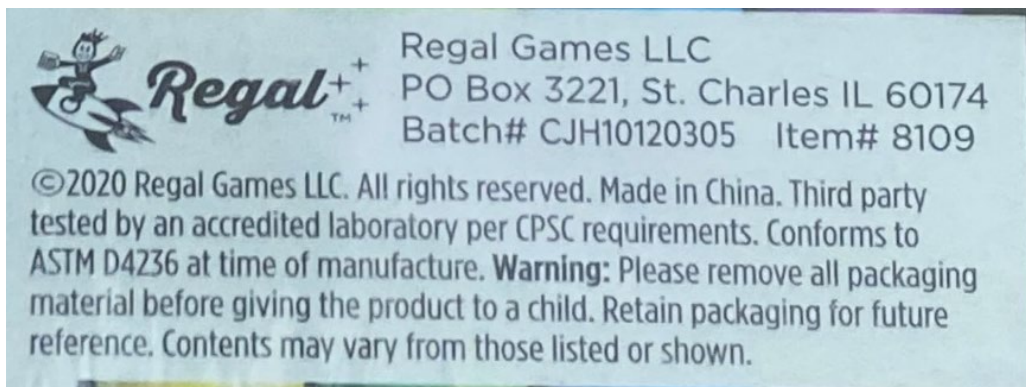 Regal™
Regal Games LLC
PO Box 3221, St. Charles IL 60174
Batch# CJH10120305 Item# 8109
©2020 Regal Games LLC. All rights reserved. Made in China. Third party
tested by an accredited laboratory per CPSC requirements. Conforms to
ASTM D4236 at time of manufacture. Warning: Please remove all packaging
material before giving the product to a child. Retain packaging for future
reference. Contents may vary from those listed or shown.